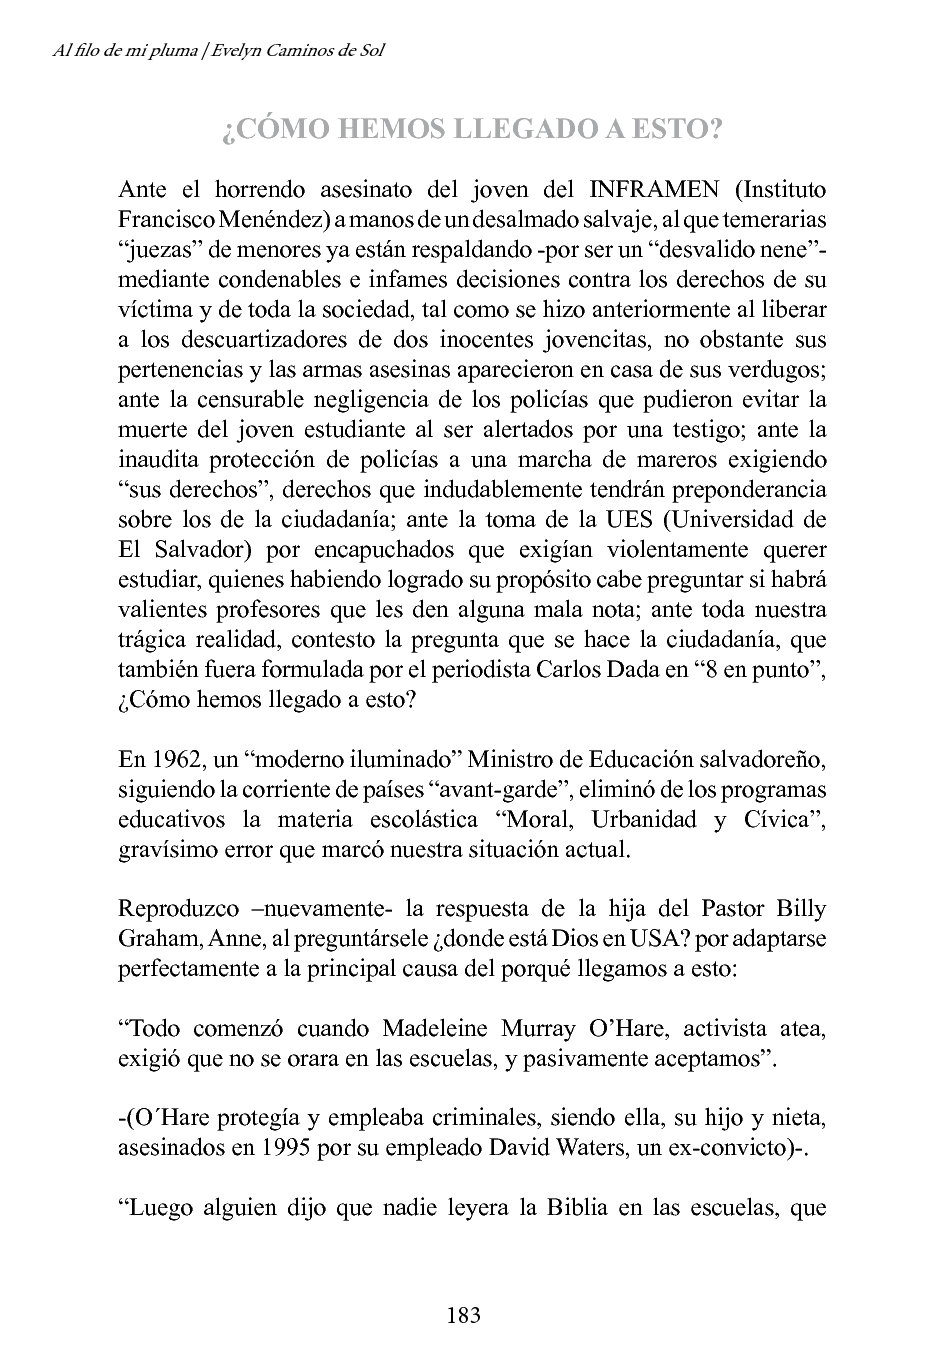 Al filo de mi pluma | Evelyn Caminos de Sol
¿CÓMO HEMOS LLEGADO A ESTO?
Ante el horrendo asesinato del joven del INFRAMEN (Instituto
Francisco Menéndez) a manos de un desalmado salvaje, al que temerarias
“juezas” de menores ya están respaldando -por ser un “desvalido nene”-
mediante condenables e infames decisiones contra los derechos de su
víctima y de toda la sociedad, tal como se hizo anteriormente al liberar
a los descuartizadores de dos inocentes jovencitas, no obstante sus
pertenencias y las armas asesinas aparecieron en casa de sus verdugos;
ante la censurable negligencia de los policías que pudieron evitar la
muerte del joven estudiante al ser alertados por una testigo; ante la
inaudita protección de policías a una marcha de mareros exigiendo
“sus derechos”, derechos que indudablemente tendrán preponderancia
sobre los de la ciudadanía; ante la toma de la UES (Universidad de
El Salvador) por encapuchados que exigían violentamente querer
estudiar, quienes habiendo logrado su propósito cabe preguntar si habrá
valientes profesores que les den alguna mala nota; ante toda nuestra
trágica realidad, contesto la pregunta que se hace la ciudadanía, que
también fuera formulada por el periodista Carlos Dada en “8 en punto”,
¿Cómo hemos llegado a esto?
En 1962, un “moderno iluminado” Ministro de Educación salvadoreño,
siguiendo la corriente de países “avant-garde”, eliminó de los programas
educativos la materia escolástica “Moral, Urbanidad y Cívica”,
gravísimo error que marcó nuestra situación actual.
Reproduzco –nuevamente- la respuesta de la hija del Pastor Billy
Graham, Anne, al preguntársele ¿donde está Dios en USA? por adaptarse
perfectamente a la principal causa del porqué llegamos a esto:
“Todo comenzó cuando Madeleine Murray O’Hare, activista atea,
exigió que no se orara en las escuelas, y pasivamente aceptamos”.
-(O´Hare protegía y empleaba criminales, siendo ella, su hijo y nieta,
asesinados en 1995 por su empleado David Waters, un ex-convicto)-.
“Luego alguien dijo que nadie leyera la Biblia en las escuelas, que
183